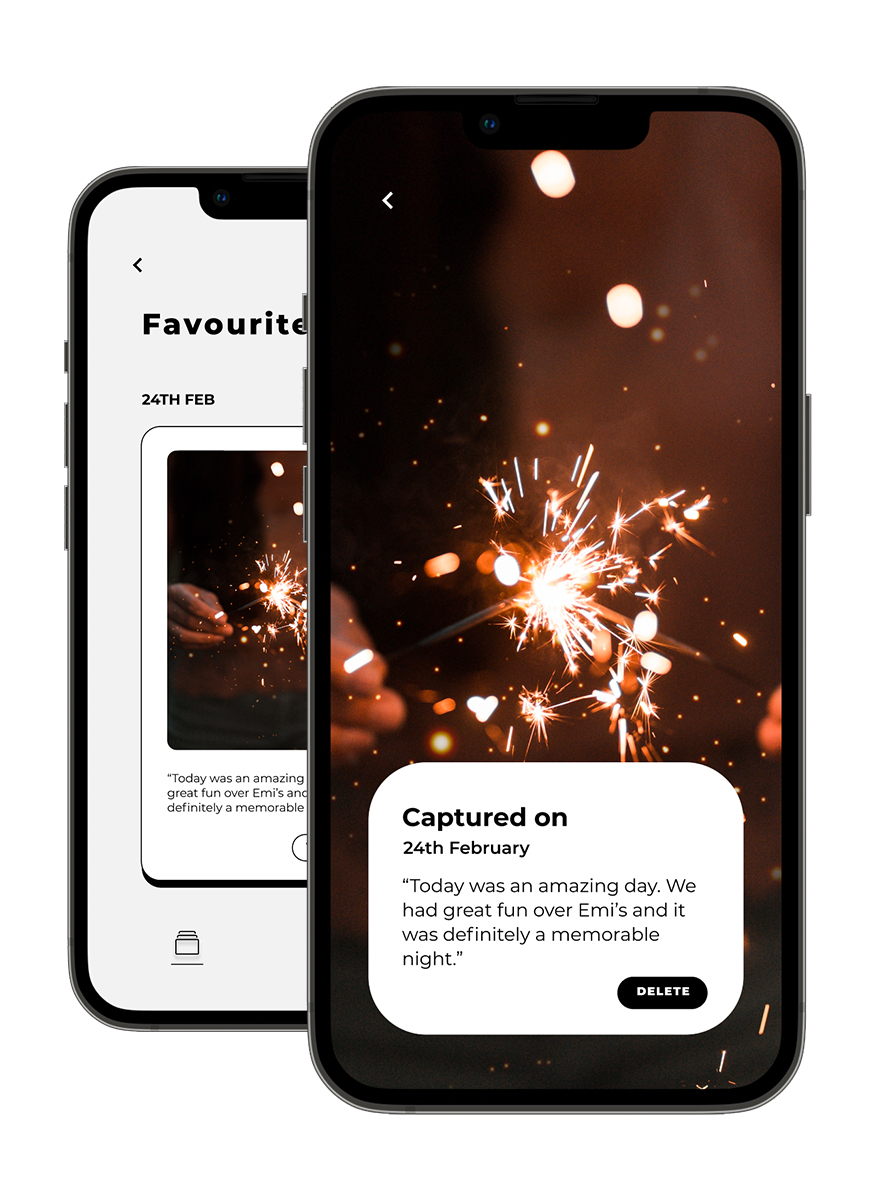 Favourite
24TH FEB
“Today was an amazing
great fun over Emi’s and
definitely a memorable
Captured on
24th February
“Today was an amazing day. We
had great fun over Emi’s and it
was definitely a memorable
night.”
DELETE